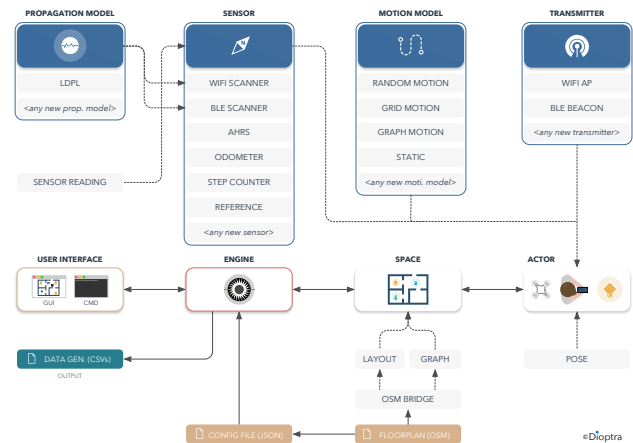 PROPAGATION MODEL
SENSOR
MOTION MODEL
TRANSMITTER
N
LDPL
<any new prop. model>
WIFI SCANNER
BLE SCANNER
AHRS
ODOMETER
STEP COUNTER
REFERENCE
<any new sensor>
RANDOM MOTION
GRID MOTION
GRAPH MOTION
STATIC
<any new moti. model>
WIFI AP
BLE BEACON
<any new transmitter>
SENSOR READING
USER INTERFACE
ENGINE
SPACE
ACTOR
GUI
CMD
DATA GEN. (CSVs)
OUTPUT
LAYOUT
GRAPH
POSE
OSM BRIDGE
CONFIG FILE (JSON)
FLOORPLAN (OSM)
©Dioptra